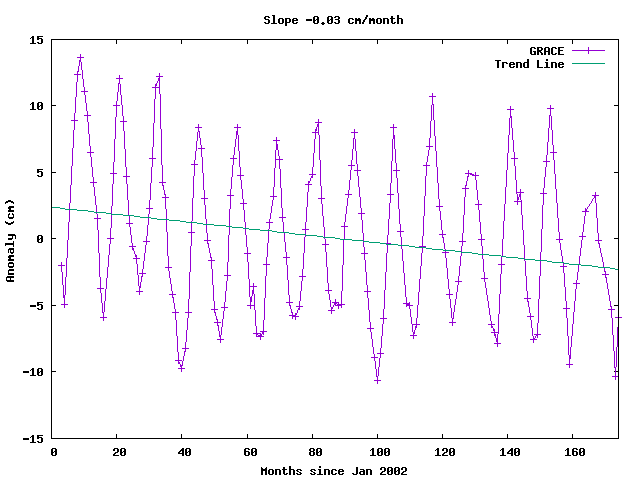 Slope -0.03 cm/month
GRACE
Trend Line
15
10
5
0
-5
-10
-15
Anomaly (cm)
0 20 40 60 80 100 120 140 160
Months since Jan 2002